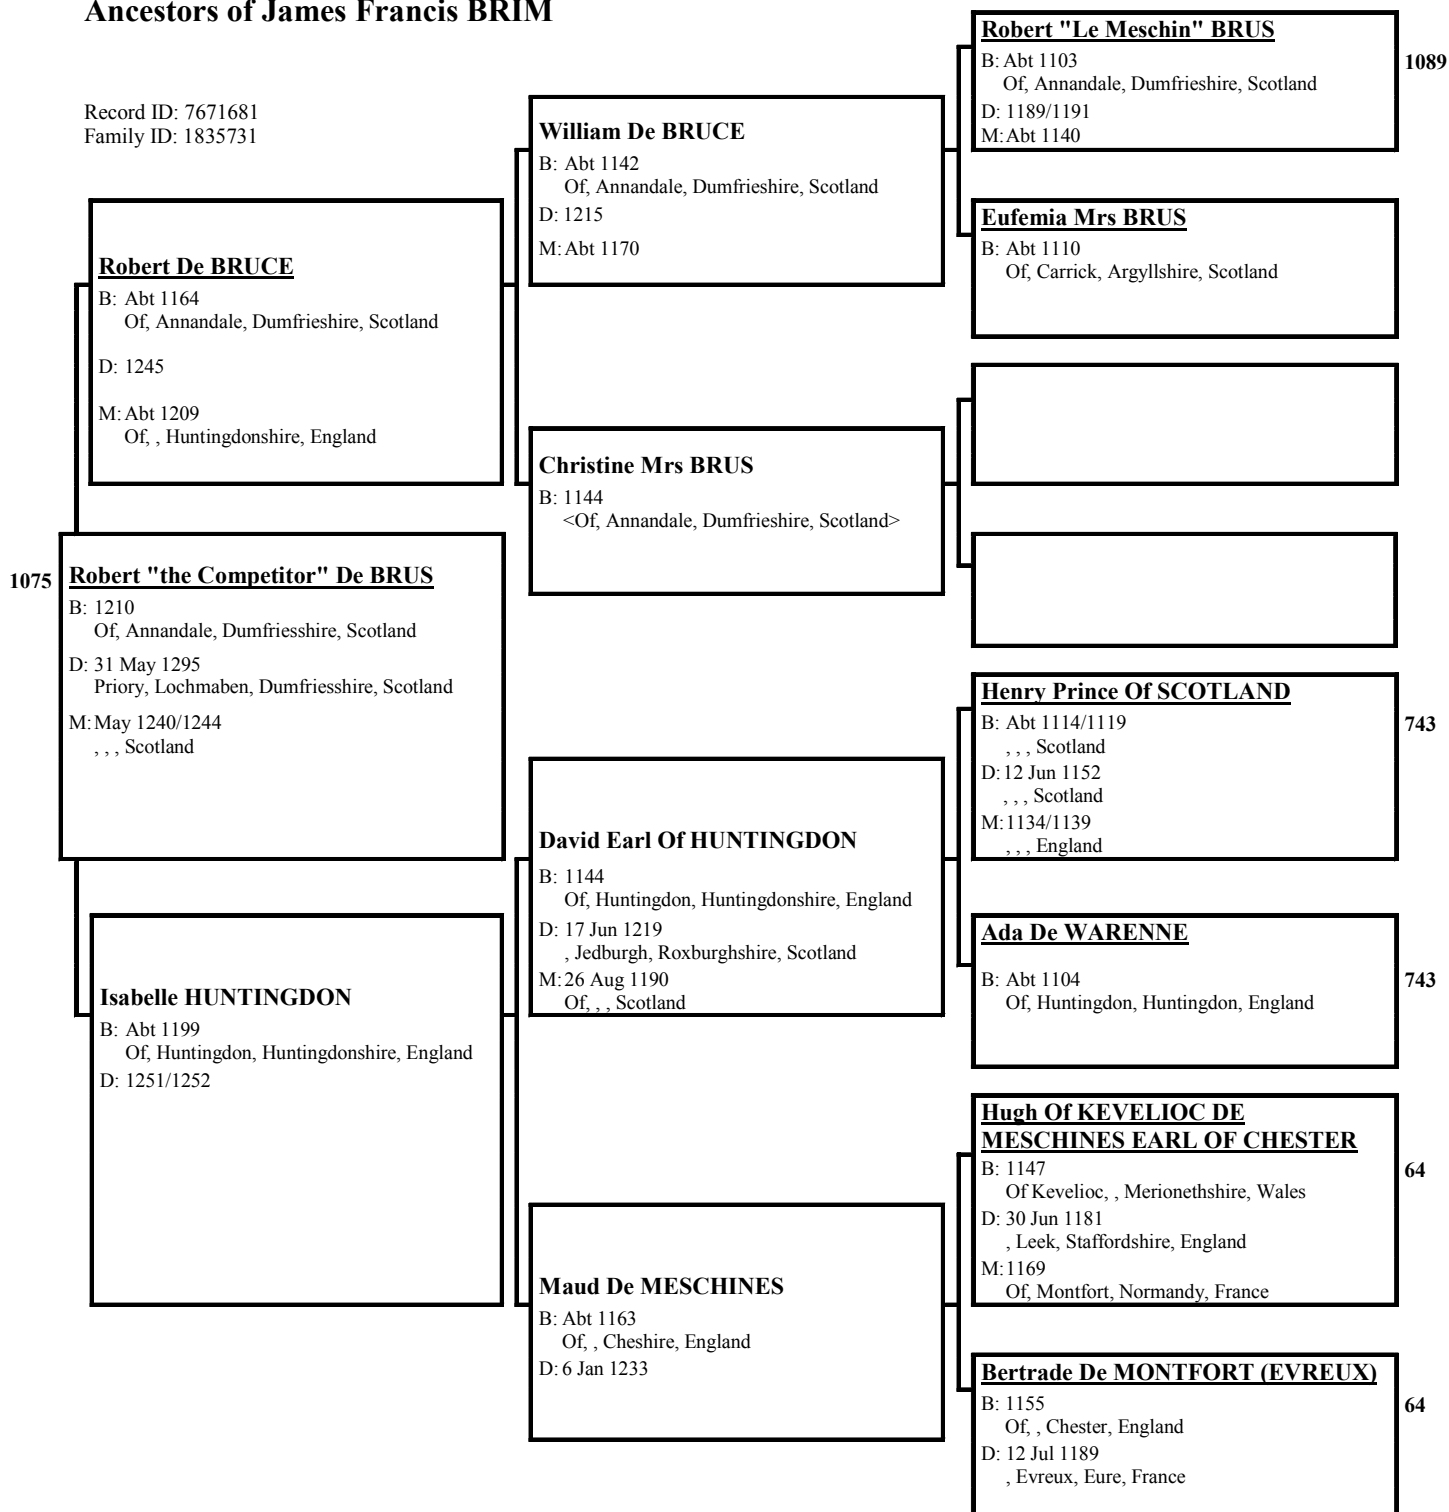 Ancestors of James Francis BRIM
Record ID: 7671681
Family ID: 1835731
Robert De BRUCE
B: Abt 1164
Of, Annandale, Dumfrieshire, Scotland
D: 1245
M: Abt 1209
Of, , Huntingdonshire, England
1075
Robert "the Competitor" De BRUS
B: 1210
Of, Annandale, Dumfriesshire, Scotland
D: 31 May 1295
Priory, Lochmaben, Dumfriesshire, Scotland
M: May 1240/1244
, , , Scotland
Isabelle HUNTINGDON
B: Abt 1199
Of, Huntingdon, Huntingdonshire, England
D: 1251/1252
William De BRUCE
B: Abt 1142
Of, Annandale, Dumfrieshire, Scotland
D: 1215
M: Abt 1170
Christine Mrs BRUS
B: 1144
<Of, Annandale, Dumfrieshire, Scotland>
David Earl Of HUNTINGDON
B: 1144
Of, Huntingdon, Huntingdonshire, England
D: 17 Jun 1219
, Jedburgh, Roxburghshire, Scotland
M: 26 Aug 1190
Of, , , Scotland
Maud De MESCHINES
B: Abt 1163
Of, , Cheshire, England
D: 6 Jan 1233
Robert "Le Meschin" BRUS
B: Abt 1103
Of, Annandale, Dumfrieshire, Scotland
D: 1189/1191
M: Abt 1140
1089
Eufemia Mrs BRUS
B: Abt 1110
Of, Carrick, Argyllshire, Scotland
Henry Prince Of SCOTLAND
B: Abt 1114/1119
, , , Scotland
D: 12 Jun 1152
, , , Scotland
M: 1134/1139
, , , England
743
Ada De WARENNE
B: Abt 1104
Of, Huntingdon, Huntingdon, England
743
Hugh Of KEVELIOC DE
MESCHINES EARL OF CHESTER
B: 1147
Of Kevelioc, , Merionethshire, Wales
D: 30 Jun 1181
, Leek, Staffordshire, England
M: 1169
Of, Montfort, Normandy, France
64
Bertrade De MONTFORT (EVREUX)
B: 1155
Of, , Chester, England
D: 12 Jul 1189
, Evreux, Eure, France
64